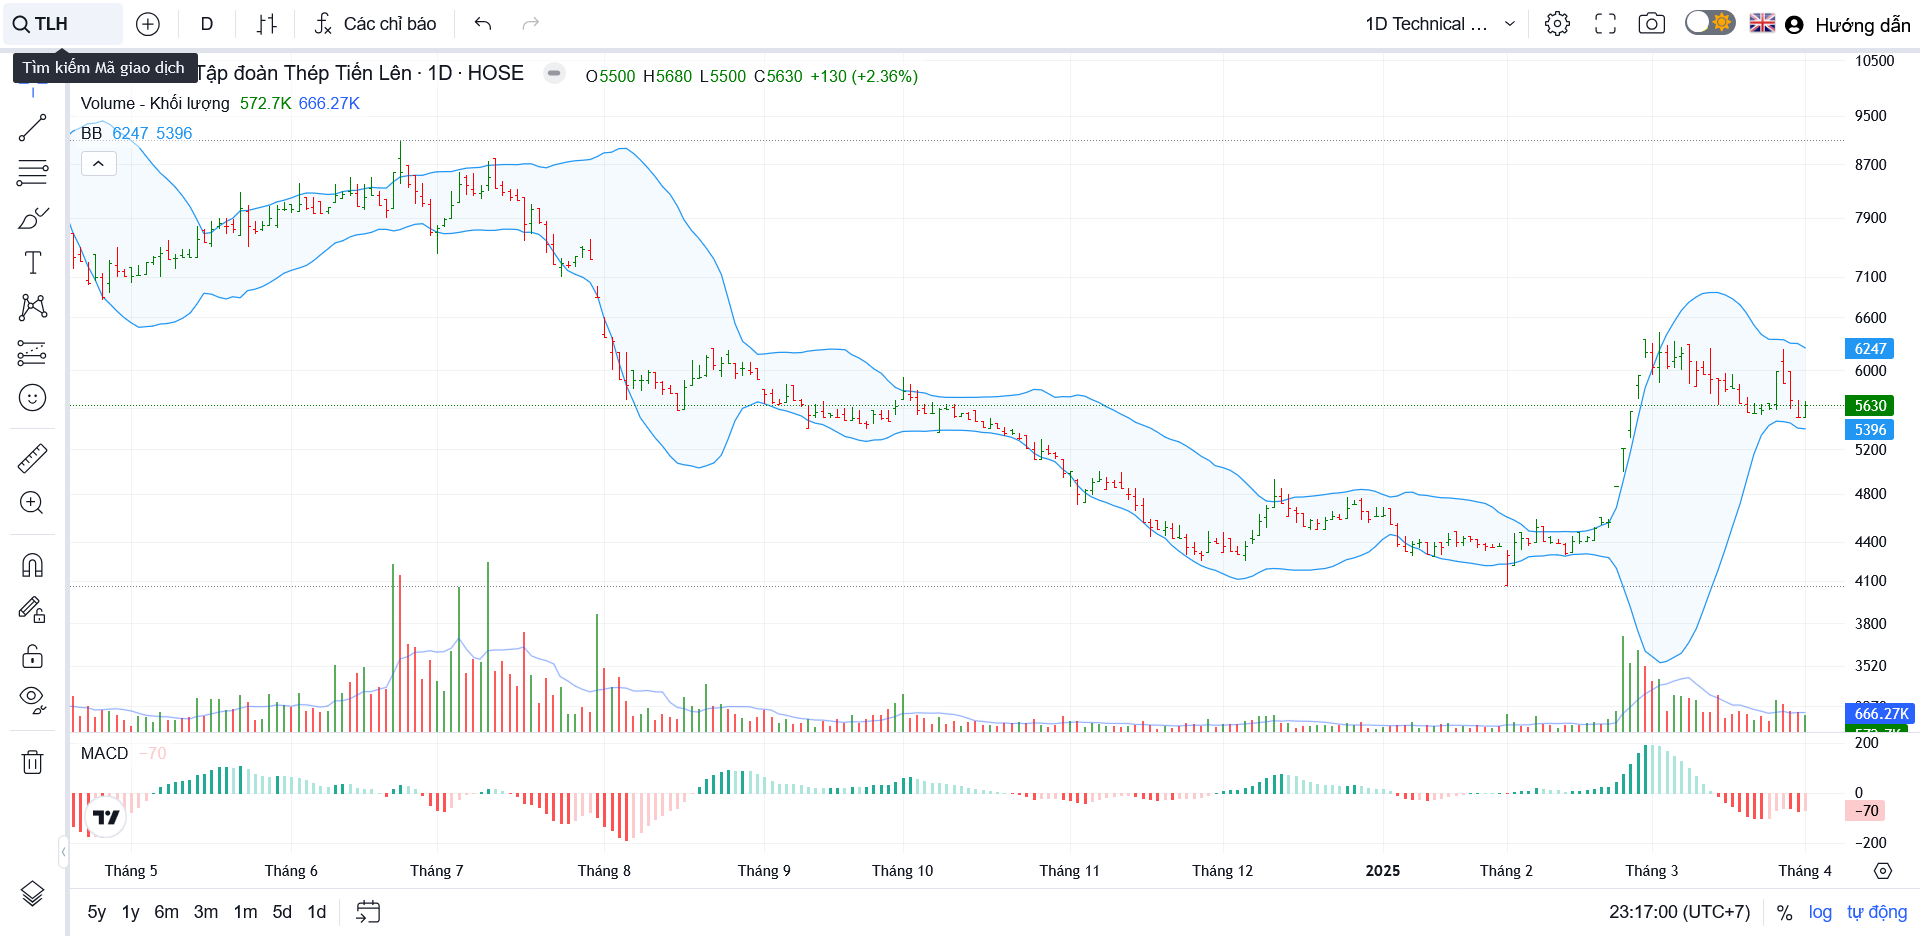 TLH
D
Các chỉ báo
1D Technical ...
Hướng dẫn
Tìm kiếm Mã giao dịch
Tập đoàn Thép Tiến Lên · 1D · HOSE
O5500 H5680 L5500 C5630 +130 (+2.36%)
Volume - Khối lượng 572.7K 666.27K
BB 6247 5396
10500
9500
8700
7900
7100
6600
6247
6000
5630
5396
5200
4800
4400
4100
3800
3520
666.27K
MACD −70
200
0
−70
−200
Tháng 5
Tháng 6
Tháng 7
Tháng 8
Tháng 9
Tháng 10
Tháng 11
Tháng 12
2025
Tháng 2
Tháng 3
Tháng 4
5y 1y 6m 3m 1m 5d 1d
23:17:00 (UTC+7)
% log tự động